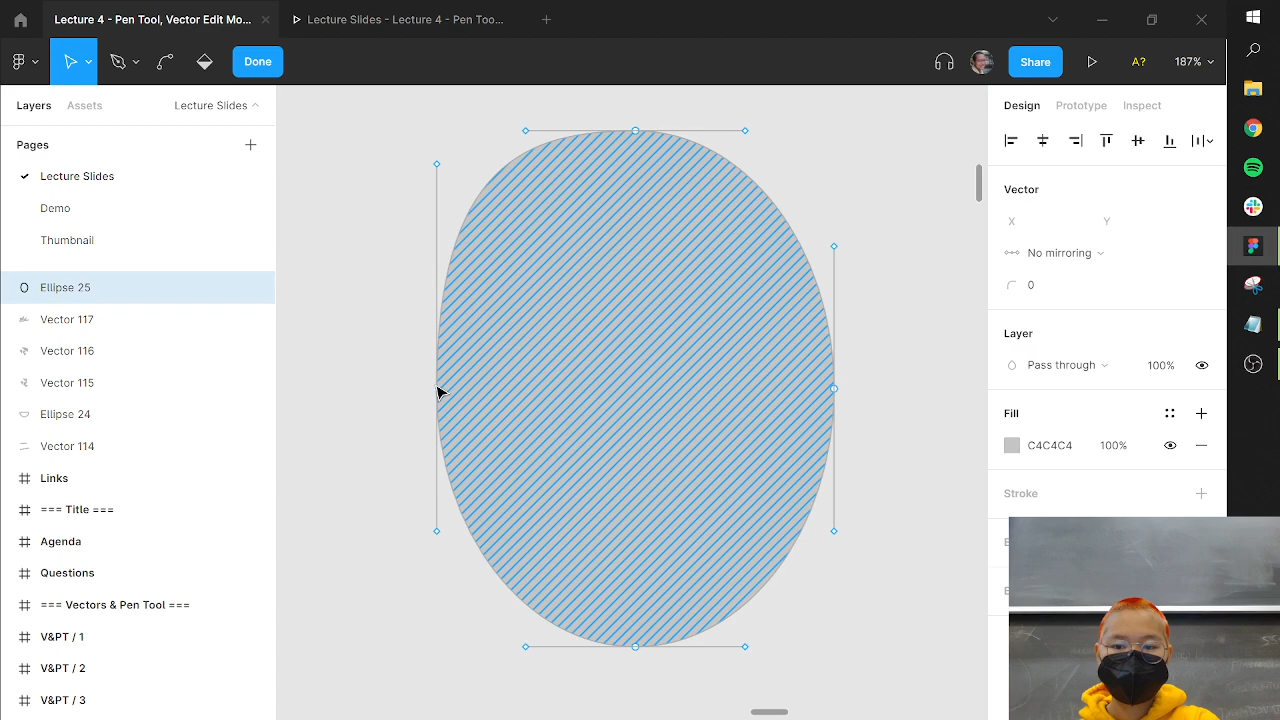 Lecture 4 - Pen Tool, Vector Edit Mo...
Lecture Slides - Lecture 4 - Pen Too...
Done
Share
A?
187%
Layers
Assets
Lecture Slides
Design
Prototype
Inspect
Pages
Lecture Slides
Demo
Thumbnail
Ellipse 25
Vector 117
Vector 116
Vector 115
Ellipse 24
Vector 114
Links
=== Title ===
Agenda
Questions
=== Vectors & Pen Tool ===
V&PT / 1
V&PT / 2
V&PT / 3
Vector
X
Y
No mirroring
0
Layer
Pass through
100%
Fill
C4C4C4
100%
Stroke